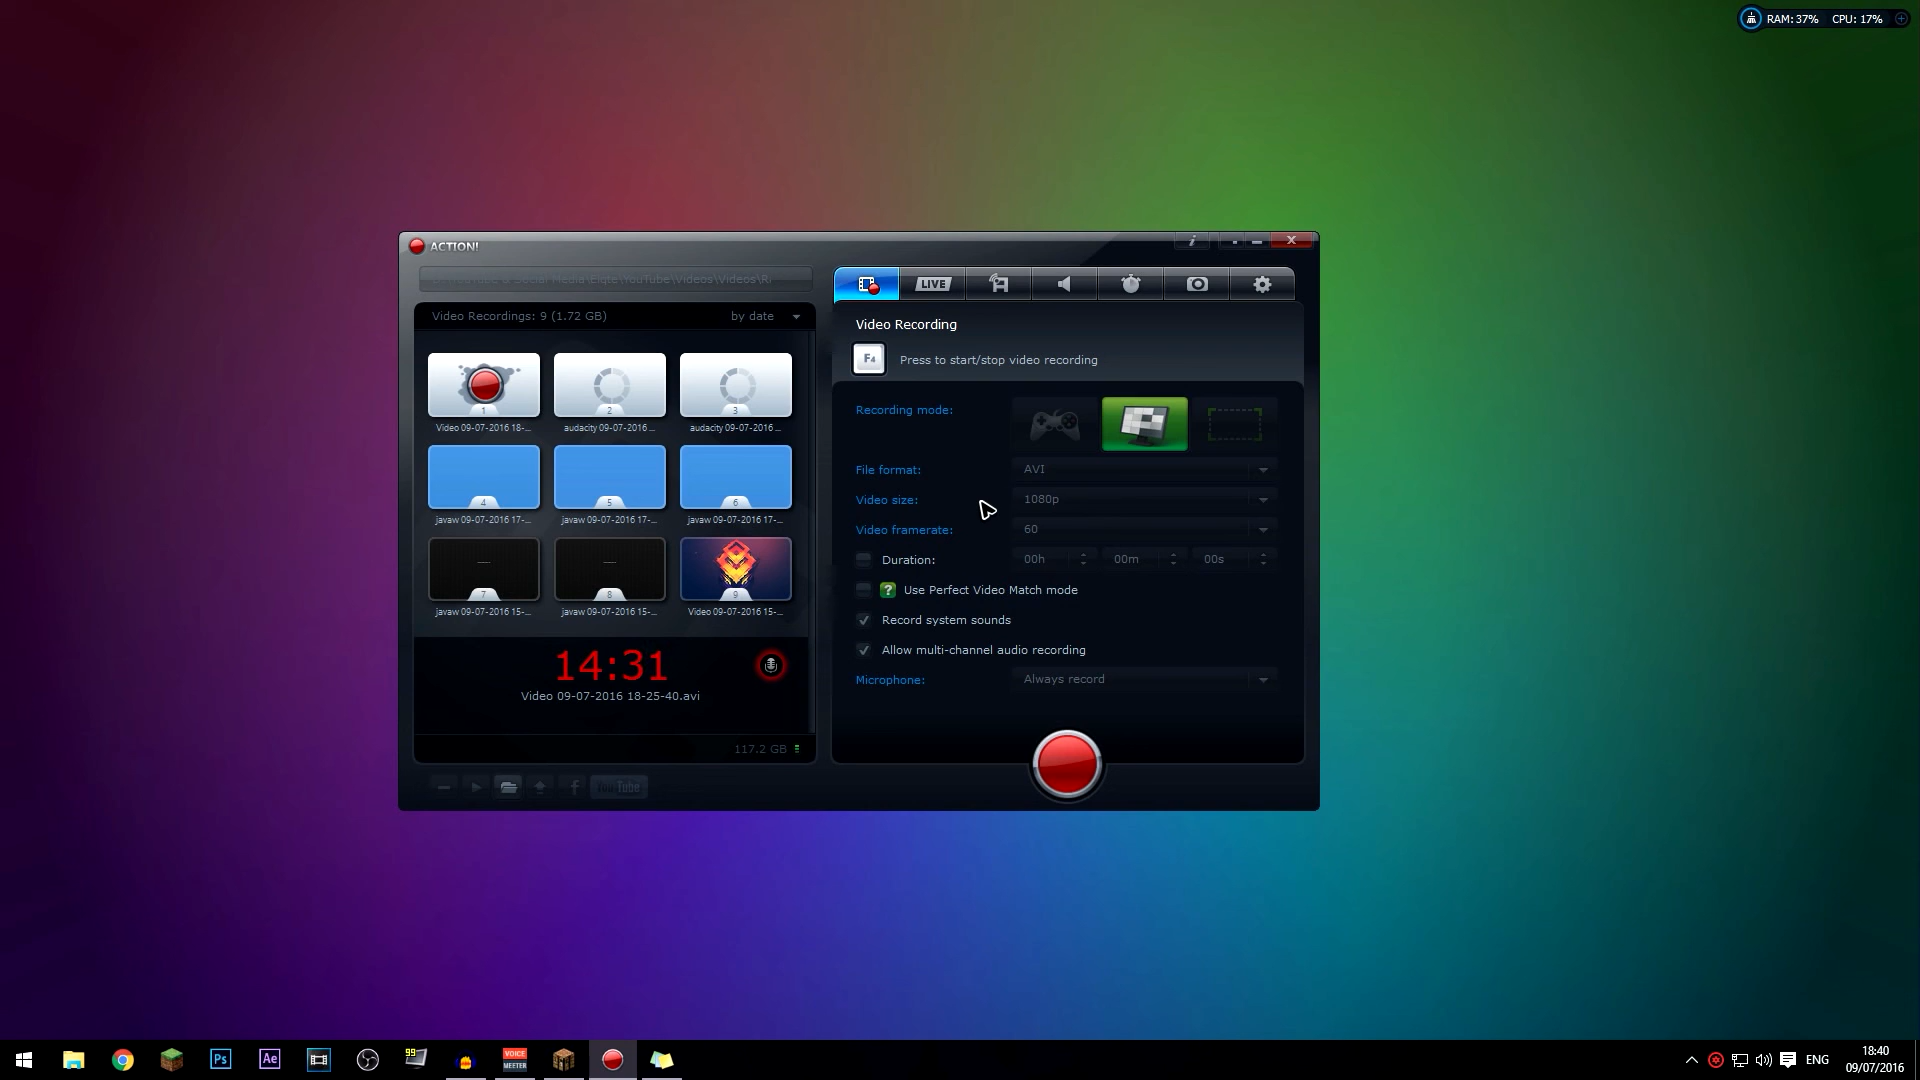 RAM: 37% CPU: 17%
ACTION!
Video Recordings: 9 (1.72 GB)
by date
1
Video 09-07-2016 18-...
2
audacity 09-07-2016 ...
3
audacity 09-07-2016 ...
4
javaw 09-07-2016 17-...
5
javaw 09-07-2016 17-...
6
javaw 09-07-2016 17-...
7
javaw 09-07-2016 15-...
8
javaw 09-07-2016 15-...
9
Video 09-07-2016 15-...
14:31
Video 09-07-2016 18-25-40.avi
117.2 GB
YouTube
LIVE
Video Recording
F4
Press to start/stop video recording
Recording mode:
File format:
AVI
Video size:
1080p
Video framerate:
60
Duration:
00h
00m
00s
?
Use Perfect Video Match mode
Record system sounds
Allow multi-channel audio recording
Microphone:
Always record
Ps
Ae
99
VOICE
MEETER
ENG
18:40
09/07/2016